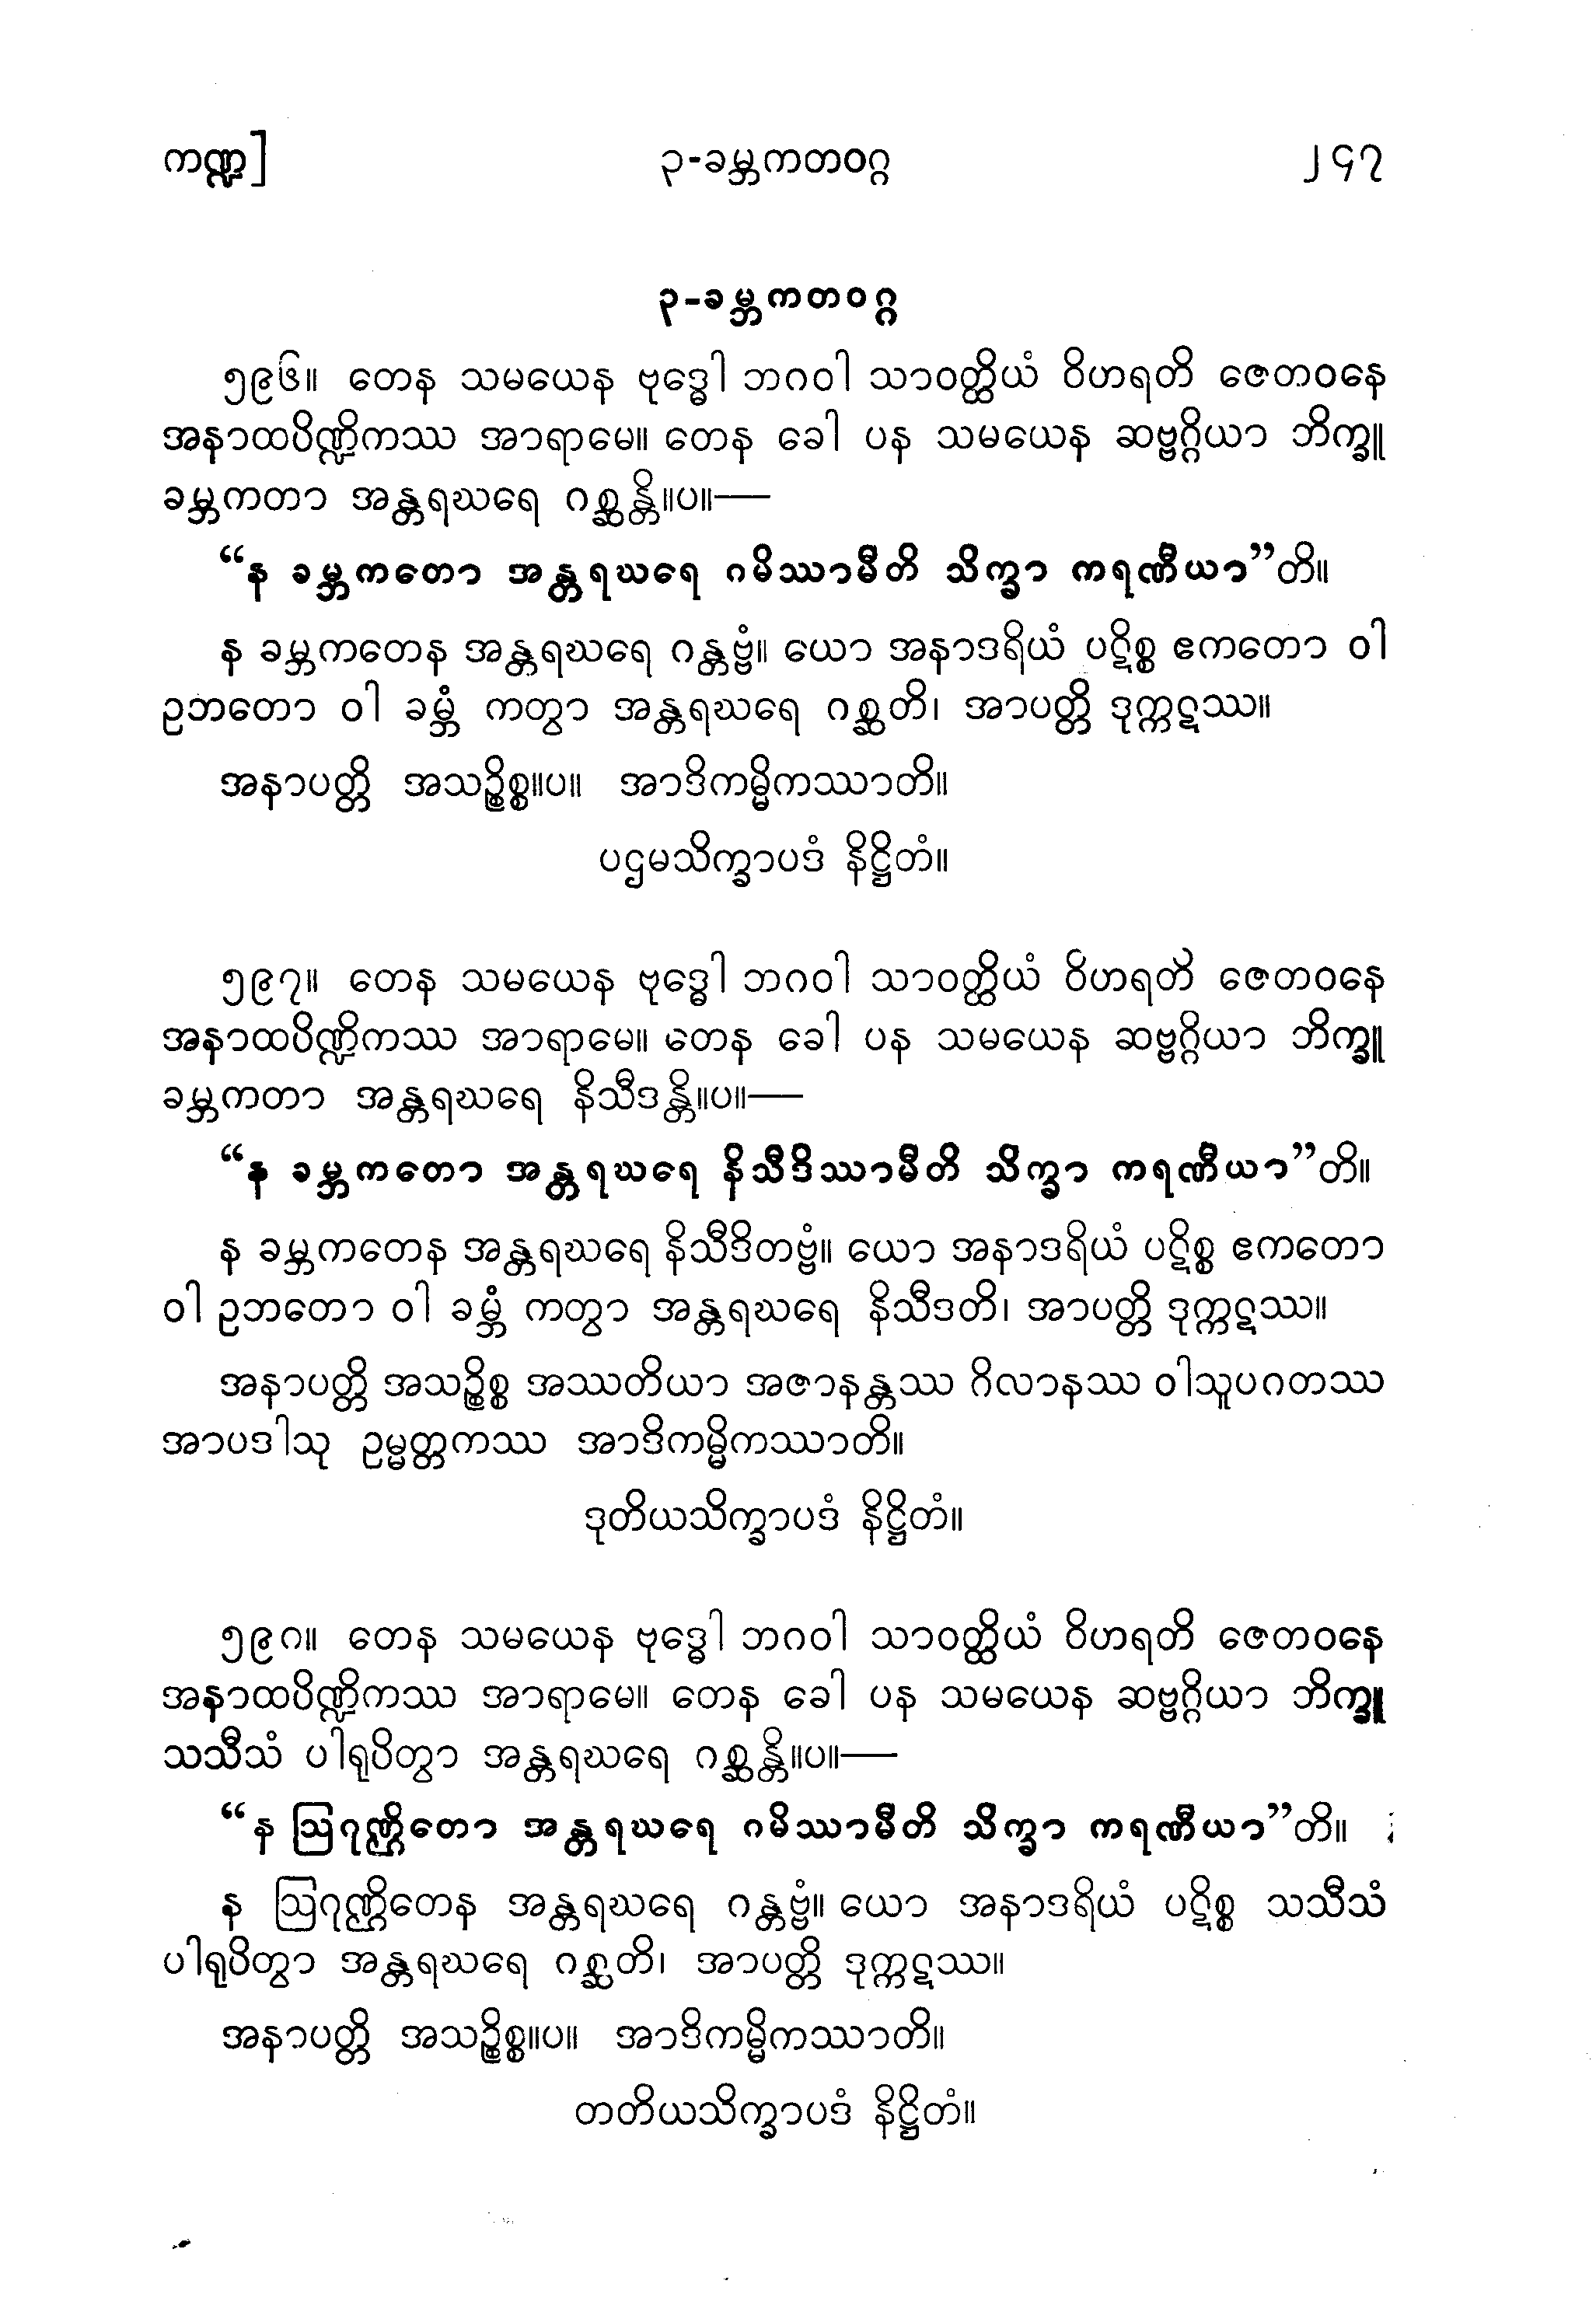 ကဏ္ဍ] ၃-ခမ္ဘကတဝဂ္ဂ ၂၄၇
၃-ခမ္ဘကတဝဂ္ဂ
၅၉၆။ တေန သမယေန ဗုဒ္ဓေါ ဘဂဝါ သာဝတ္ထိယံ ဝိဟရတိ ဇေတဝနေ
အနာထပိဏ္ဍိကဿ အာရာမေ။ တေန ခေါ ပန သမယေန ဆဗ္ဗဂ္ဂိယာ ဘိက္ခူ
ခမ္ဘကတာ အန္တရဃရေ ဂစ္ဆန္တိ။ပ။—
“န ခမ္ဘကတော အန္တရဃရေ ဂမိဿာမီတိ သိက္ခာ ကရဏီယာ”တိ။
န ခမ္ဘကတေန အန္တရဃရေ ဂန္တဗ္ဗံ။ ယော အနာဒရိယံ ပဋိစ္စ ဧကတော ဝါ
ဥဘတော ဝါ ခမ္ဘံ ကတွာ အန္တရဃရေ ဂစ္ဆတိ၊ အာပတ္တိ ဒုက္ကဋဿ။
အနာပတ္တိ အသဉ္စိစ္စ။ပ။ အာဒိကမ္မိကဿာတိ။
ပဌမသိက္ခာပဒံ နိဋ္ဌိတံ။
၅၉၇။ တေန သမယေန ဗုဒ္ဓေါ ဘဂဝါ သာဝတ္ထိယံ ဝိဟရတိ ဇေတဝနေ
အနာထပိဏ္ဍိကဿ အာရာမေ။ တေန ခေါ ပန သမယေန ဆဗ္ဗဂ္ဂိယာ ဘိက္ခူ
ခမ္ဘကတာ အန္တရဃရေ နိသီဒန္တိ။ပ။—
“န ခမ္ဘကတော အန္တရဃရေ နိသီဒိဿာမီတိ သိက္ခာ ကရဏီယာ”တိ။
န ခမ္ဘကတေန အန္တရဃရေ နိသီဒိတဗ္ဗံ။ ယော အနာဒရိယံ ပဋိစ္စ ဧကတော
ဝါ ဥဘတော ဝါ ခမ္ဘံ ကတွာ အန္တရဃရေ နိသီဒတိ၊ အာပတ္တိ ဒုက္ကဋဿ။
အနာပတ္တိ အသဉ္စိစ္စ အဿတိယာ အဇာနန္တဿ ဂိလာနဿ ဝါသူပဂတဿ
အာပဒါသု ဥမ္မတ္တကဿ အာဒိကမ္မိကဿာတိ။
ဒုတိယသိက္ခာပဒံ နိဋ္ဌိတံ။
၅၉၈။ တေန သမယေန ဗုဒ္ဓေါ ဘဂဝါ သာဝတ္ထိယံ ဝိဟရတိ ဇေတဝနေ
အနာထပိဏ္ဍိကဿ အာရာမေ။ တေန ခေါ ပန သမယေန ဆဗ္ဗဂ္ဂိယာ ဘိက္ခူ
သသီသံ ပါရုပိတွာ အန္တရဃရေ ဂစ္ဆန္တိ။ပ။—
“န ဩဂုဏ္ဌိတော အန္တရဃရေ ဂမိဿာမီတိ သိက္ခာ ကရဏီယာ”တိ။
န ဩဂုဏ္ဌိတေန အန္တရဃရေ ဂန္တဗ္ဗံ။ ယော အနာဒရိယံ ပဋိစ္စ သသီသံ
ပါရုပိတွာ အန္တရဃရေ ဂစ္ဆတိ၊ အာပတ္တိ ဒုက္ကဋဿ။
အနာပတ္တိ အသဉ္စိစ္စ။ပ။ အာဒိကမ္မိကဿာတိ။
တတိယသိက္ခာပဒံ နိဋ္ဌိတံ။